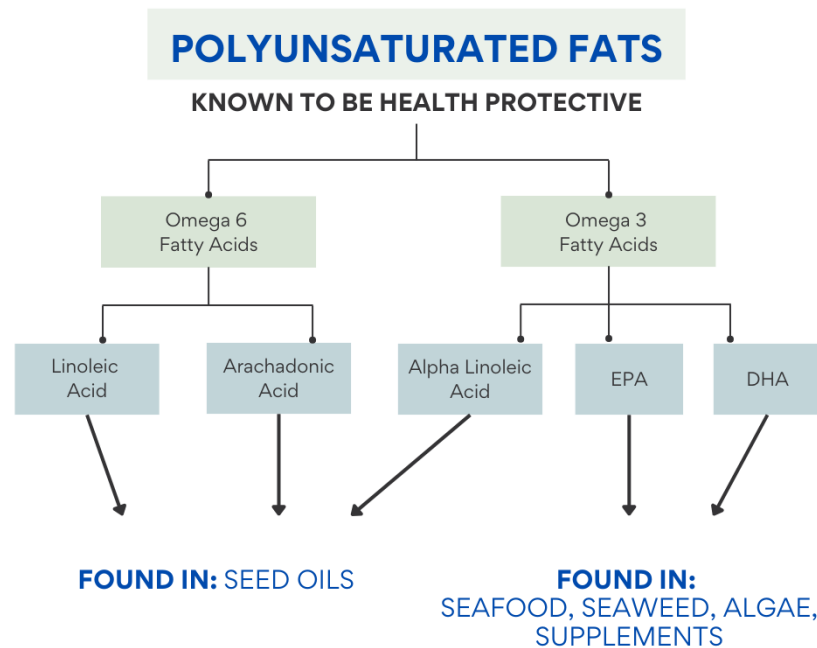 POLYUNSATURATED FATS
KNOWN TO BE HEALTH PROTECTIVE
Omega 6
Fatty Acids
Omega 3
Fatty Acids
Linoleic
Acid
Arachadonic
Acid
Alpha Linoleic
Acid
EPA
DHA
FOUND IN: SEED OILS
FOUND IN:
SEAFOOD, SEAWEED, ALGAE,
SUPPLEMENTS